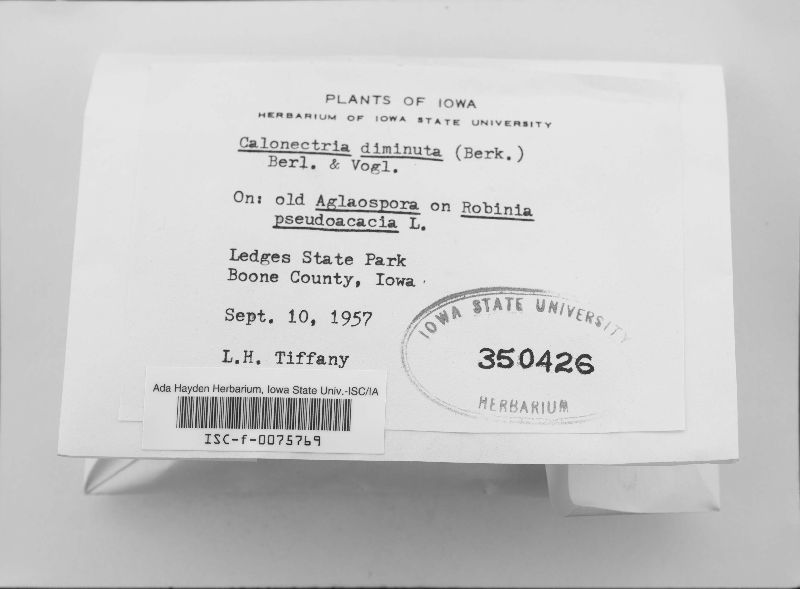 PLANTS OF IOWA
HERBARIUM OF IOWA STATE UNIVERSITY
Calonectria diminuta (Berk.)
Berl. & Vogl.
On: old Aglaospora on Robinia
pseudoacacia L.
Ledges State Park
Boone County, Iowa
Sept. 10, 1957
L.H. Tiffany
IOWA STATE UNIVERSITY
350426
HERBARIUM
Ada Hayden Herbarium, Iowa State Univ.-ISC/IA
ISC-f-0075769